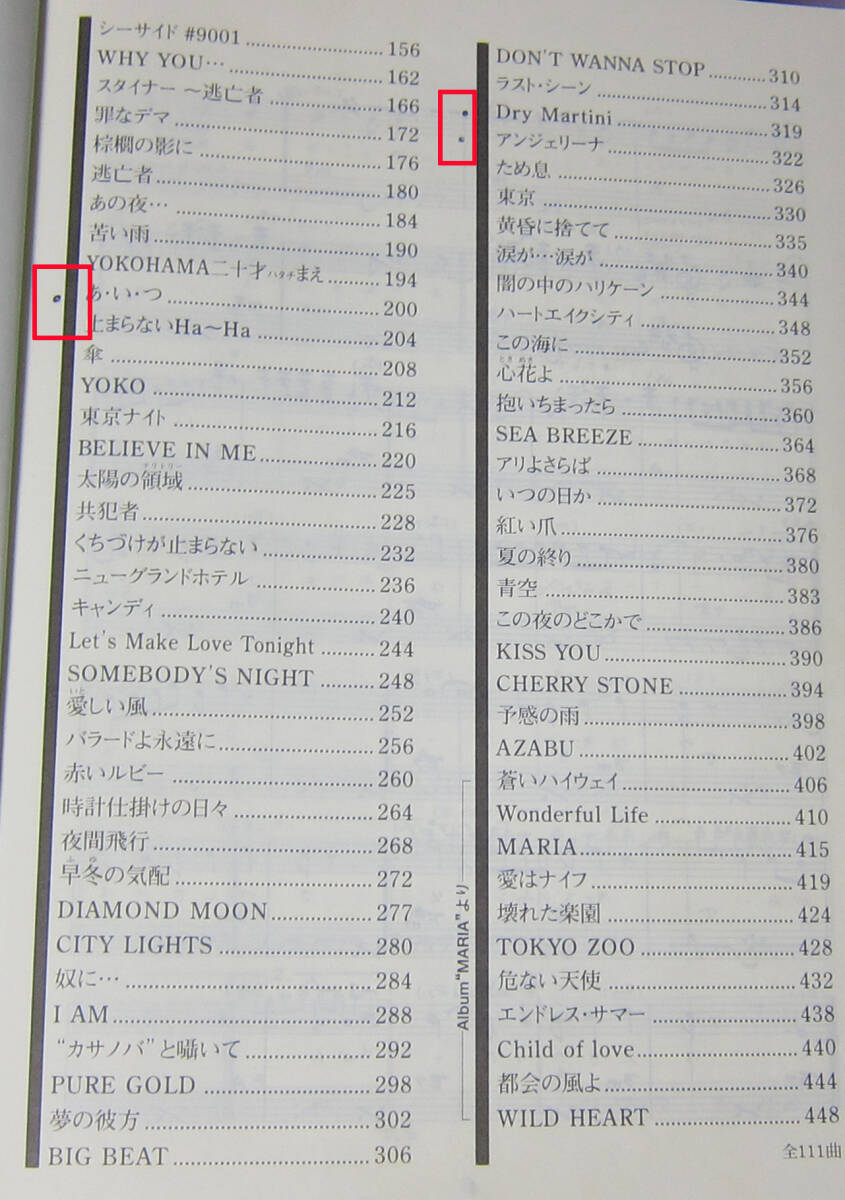 シーサイド #9001 156
WHY YOU… 162
スタイナー 〜逃亡者 166
罪なデマ 172
棕櫚の影に 176
逃亡者 180
あの夜… 184
苦い雨 190
YOKOHAMA二十才ハタチまえ 194
あ・い・つ 200
止まらないHa〜Ha 204
傘 208
YOKO 212
東京ナイト 216
BELIEVE IN ME 220
テリトリー
太陽の領域 225
共犯者 228
くちづけが止まらない 232
ニューグランドホテル 236
キャンディ 240
Let's Make Love Tonight 244
SOMEBODY'S NIGHT 248
いと
愛しい風 252
バラードよ永遠に 256
赤いルビー 260
時計仕掛けの日々 264
夜間飛行 268
ふゆ
早冬の気配 272
DIAMOND MOON 277
CITY LIGHTS 280
奴に… 284
I AM 288
“カサノバ”と囁いて 292
PURE GOLD 298
夢の彼方 302
BIG BEAT 306
DON'T WANNA STOP 310
ラスト・シーン 314
Dry Martini 319
アンジェリーナ 322
ため息 326
東京 330
黄昏に捨てて 335
涙が…涙が 340
闇の中のハリケーン 344
ハートエイクシティ 348
この海に 352
ときめき
心花よ 356
抱いちまったら 360
SEA BREEZE 364
アリよさらば 368
いつの日か 372
紅い爪 376
夏の終り 380
青空 383
この夜のどこかで 386
KISS YOU 390
CHERRY STONE 394
予感の雨 398
AZABU 402
蒼いハイウェイ 406
Wonderful Life 410
MARIA 415
愛はナイフ 419
壊れた楽園 424
TOKYO ZOO 428
危ない天使 432
エンドレス・サマー 438
Child of love 440
都会の風よ 444
WILD HEART 448
Album“MARIA”より
全111曲